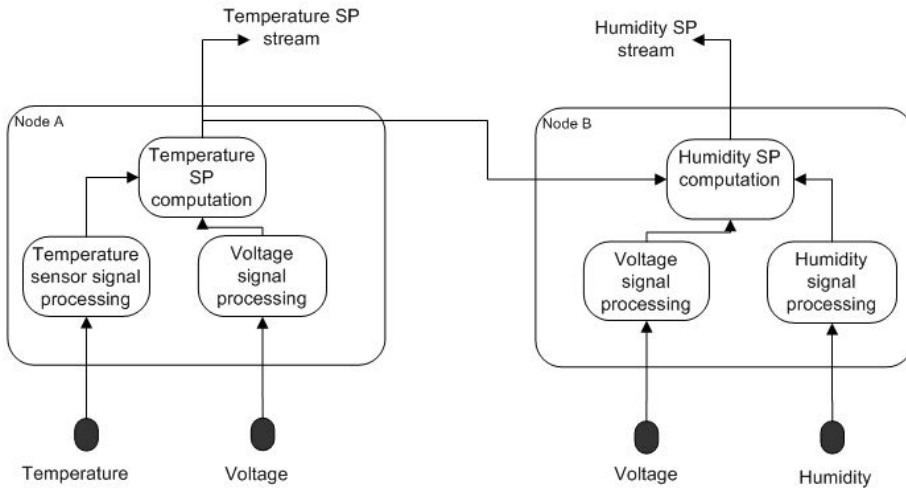 Temperature SP
stream
Humidity SP
stream
Node A
Temperature
SP
computation
Temperature
sensor signal
processing
Voltage
signal
processing
Node B
Humidity SP
computation
Voltage
signal
processing
Humidity
signal
processing
Temperature
Voltage
Voltage
Humidity